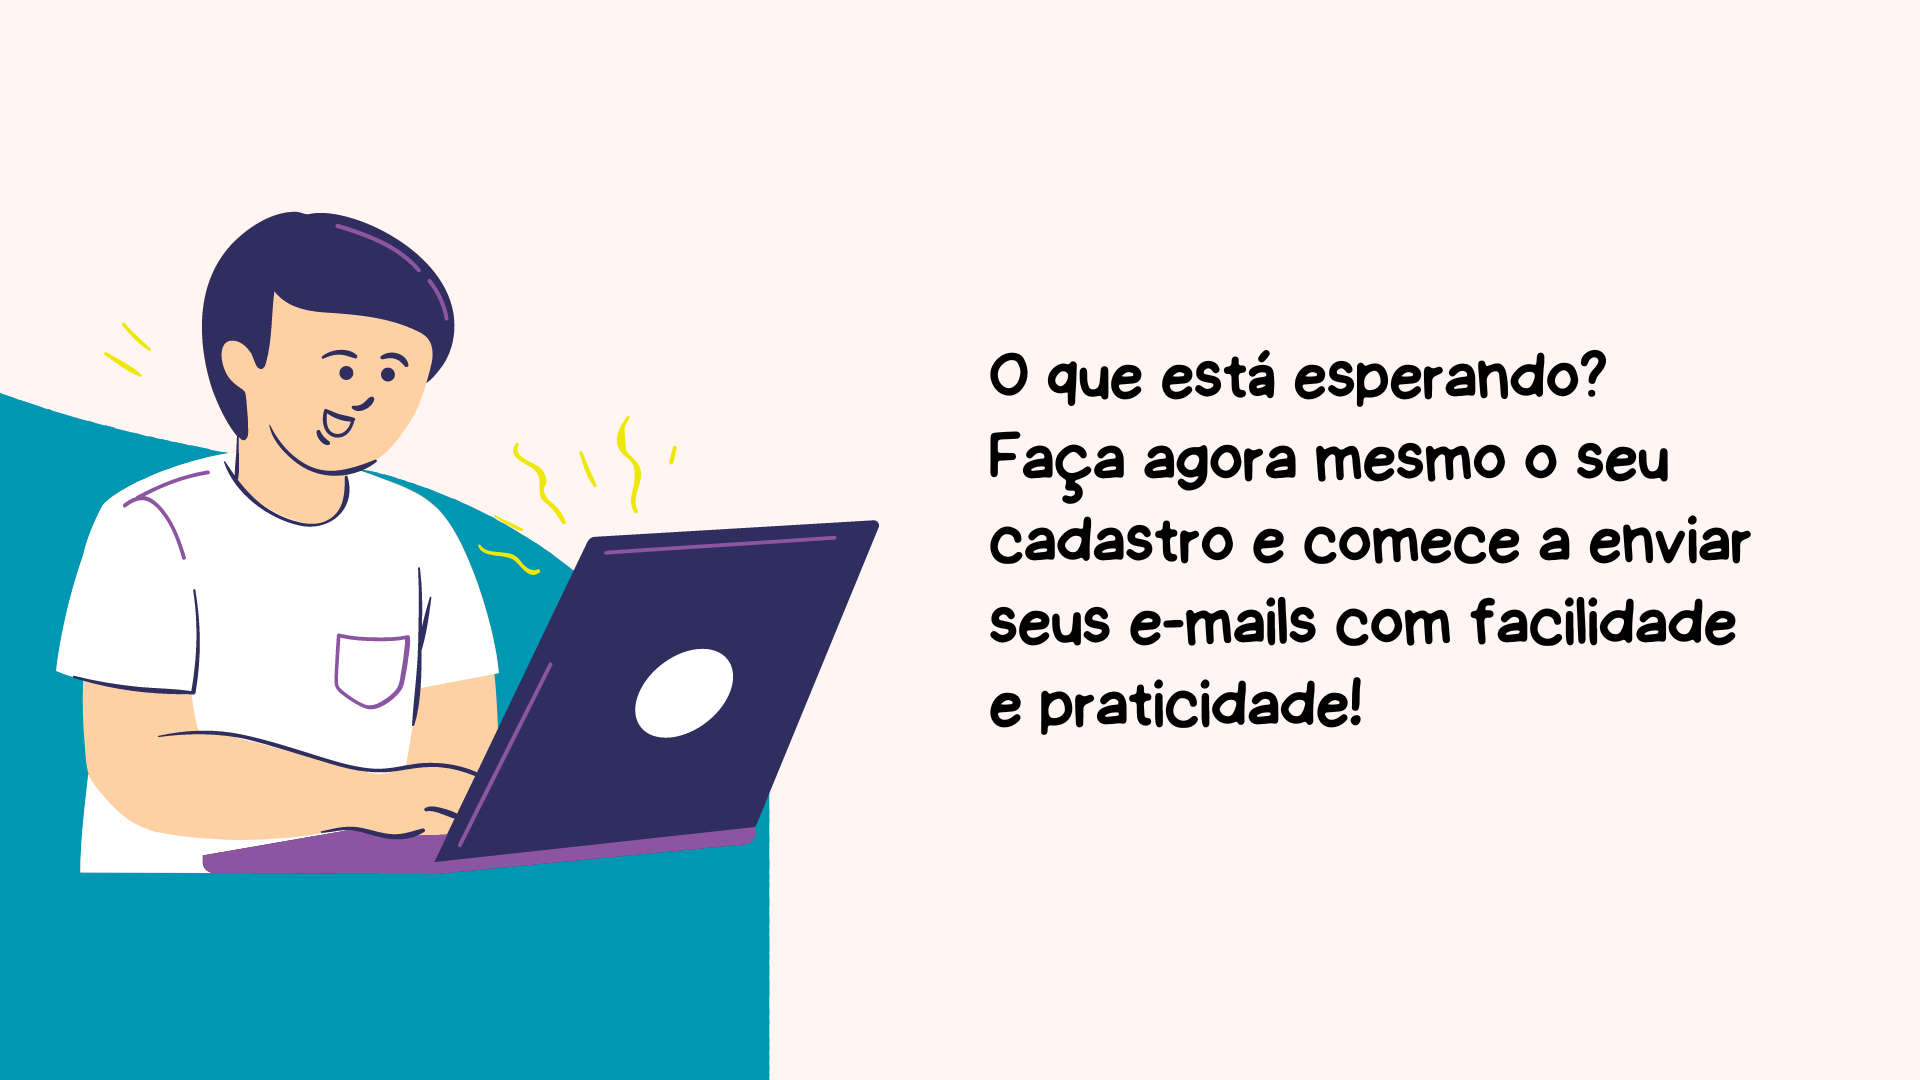 O que está esperando?
Faça agora mesmo o seu
cadastro e comece a enviar
seus e-mails com facilidade
e praticidade!